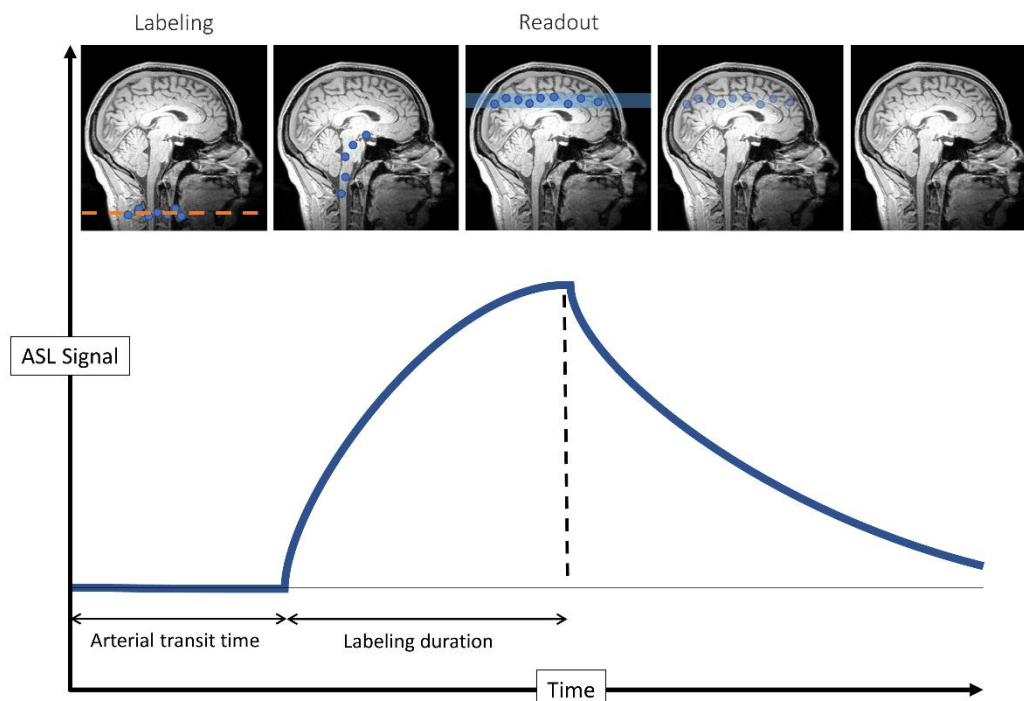 Labeling
Readout
ASL Signal
Arterial transit time
Labeling duration
Time